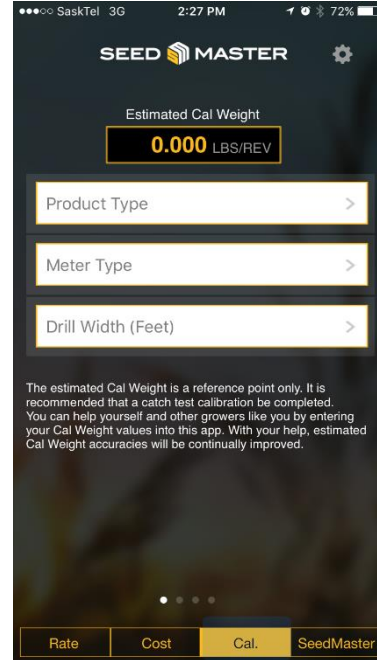 SaskTel 3G 2:27 PM 72%
SEED MASTER
Estimated Cal Weight
0.000 LBS/REV
Product Type
Meter Type
Drill Width (Feet)
The estimated Cal Weight is a reference point only. It is
recommended that a catch test calibration be completed.
You can help yourself and other growers like you by entering
your Cal Weight values into this app. With your help, estimated
Cal Weight accuracies will be continually improved.
Rate Cost Cal. SeedMaster